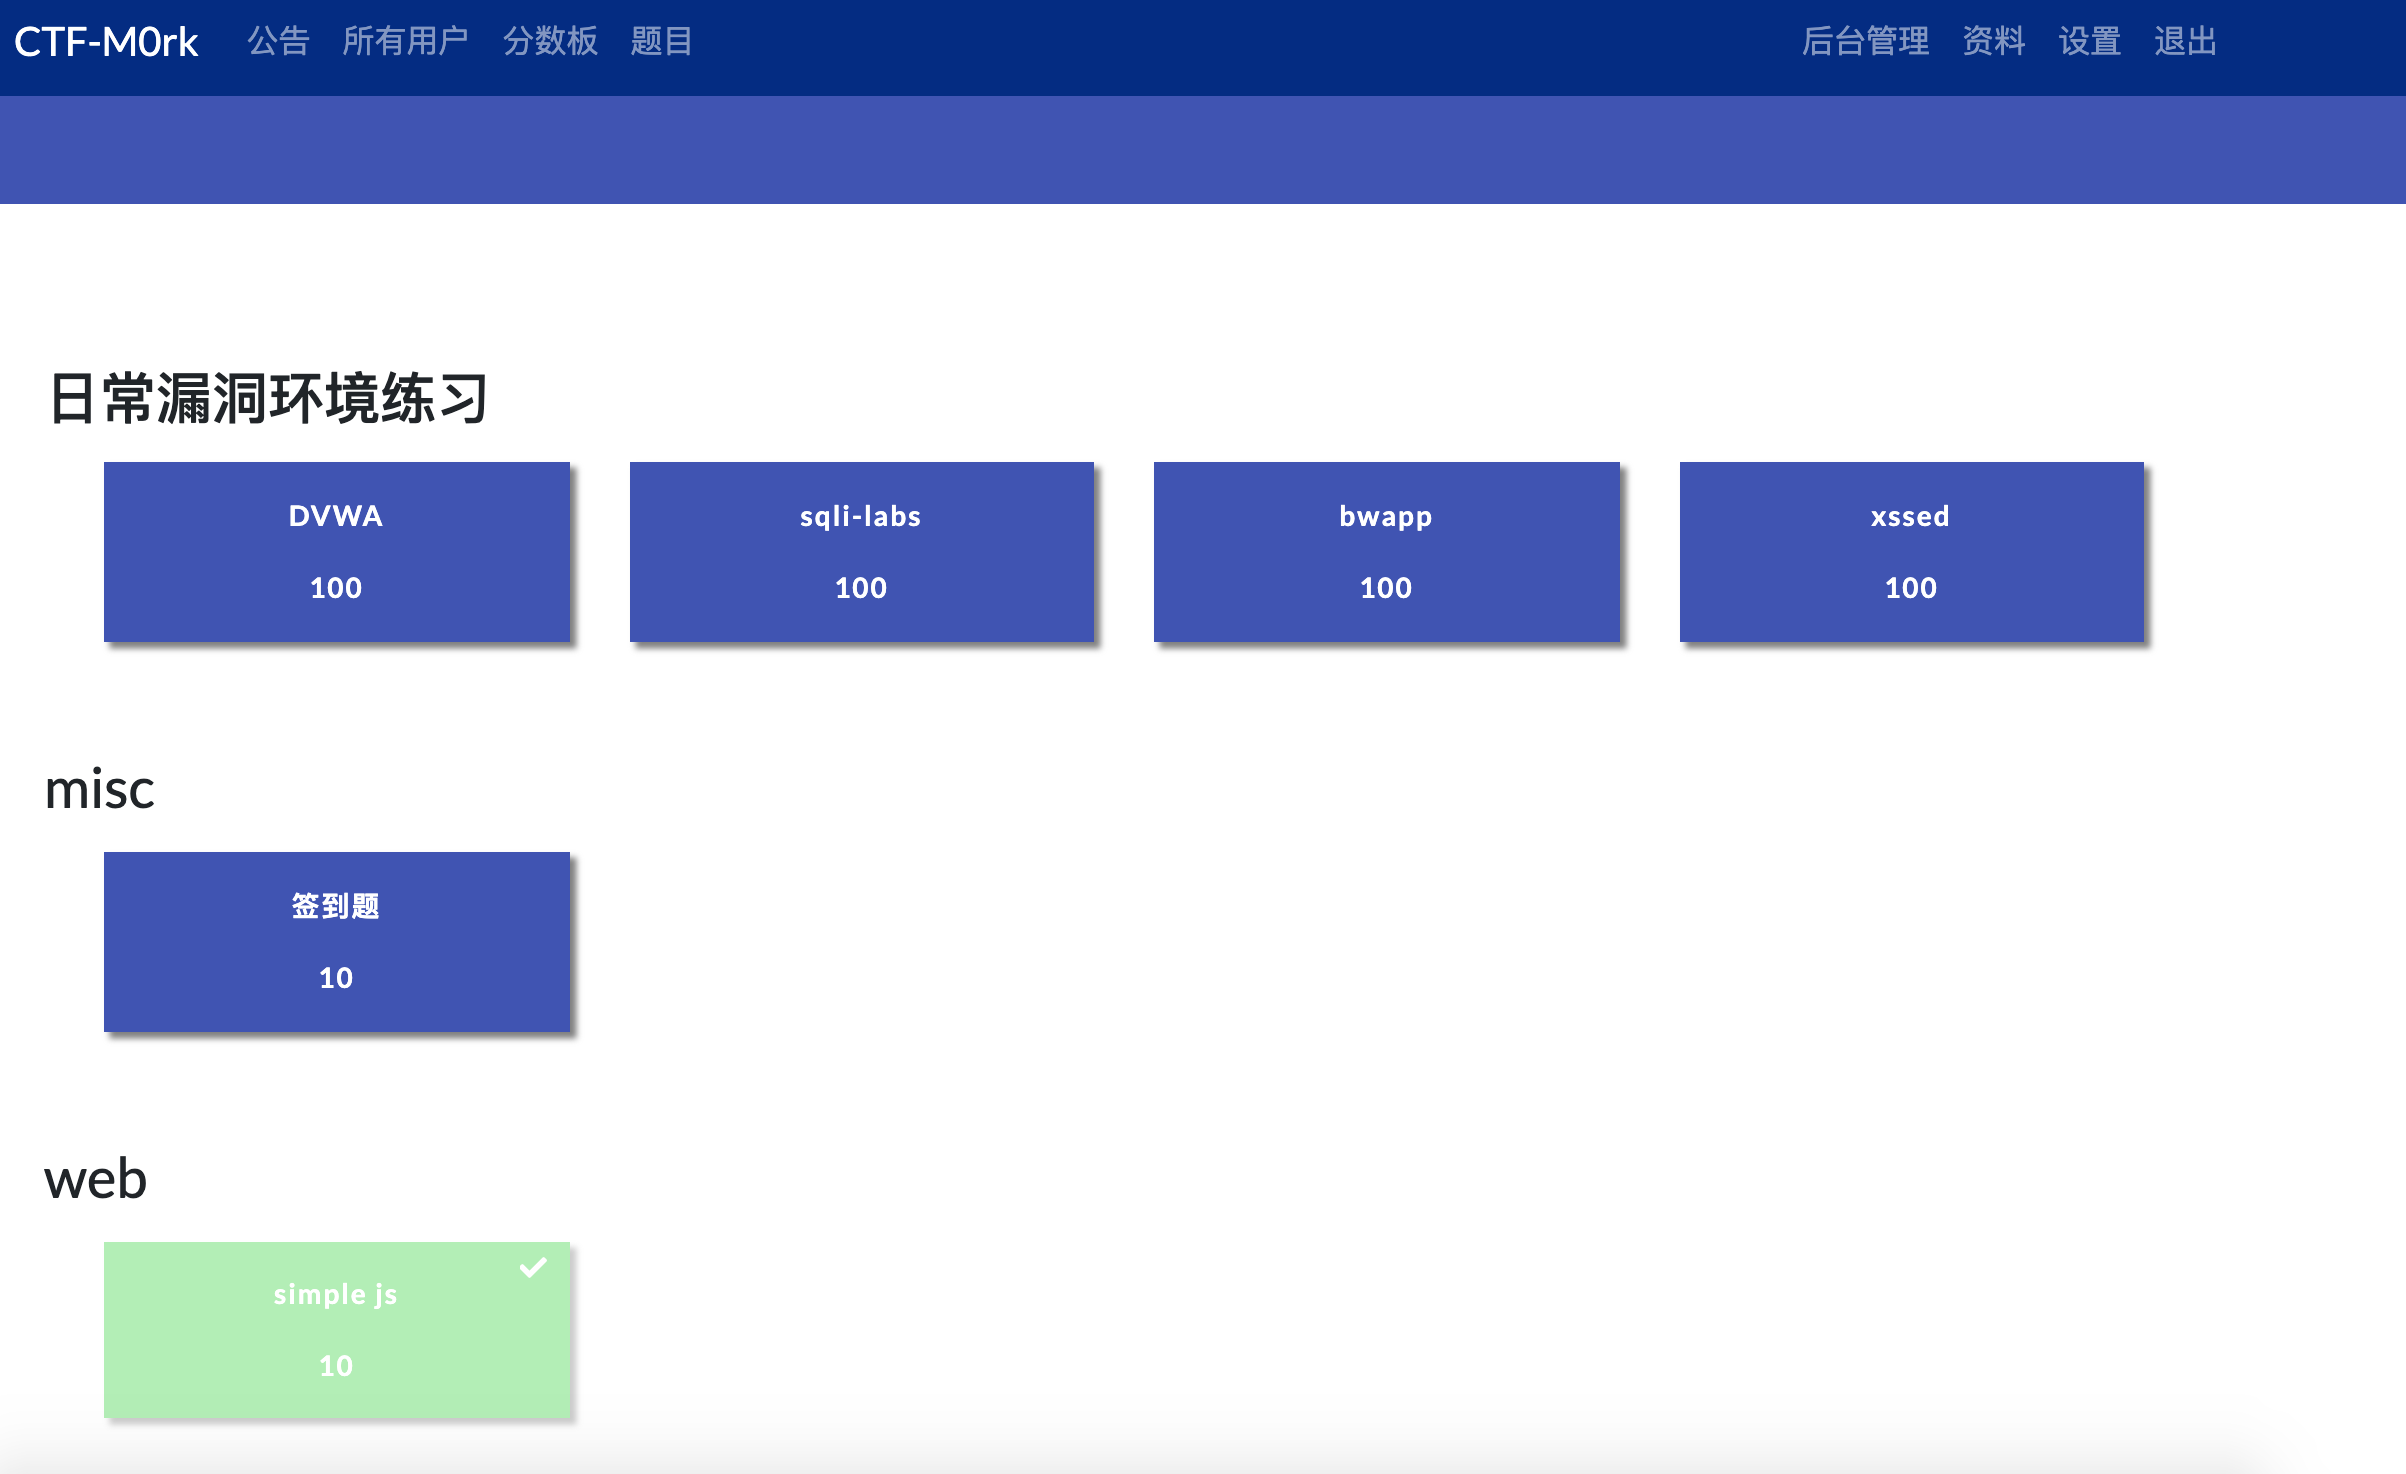 CTF-M0rk 公告 所有用户 分数板 题目 后台管理 资料 设置 退出
日常漏洞环境练习
DVWA sqli-labs bwapp xssed
100 100 100 100
misc
签到题
10
web
simple js
10